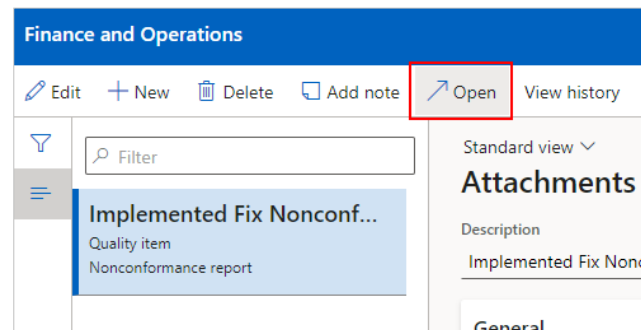 Finance and Operations
Edit New Delete Add note Open View history
Filter
Implemented Fix Nonconf...
Quality item
Nonconformance report
Standard view
Attachments
Description
Implemented Fix Non
General